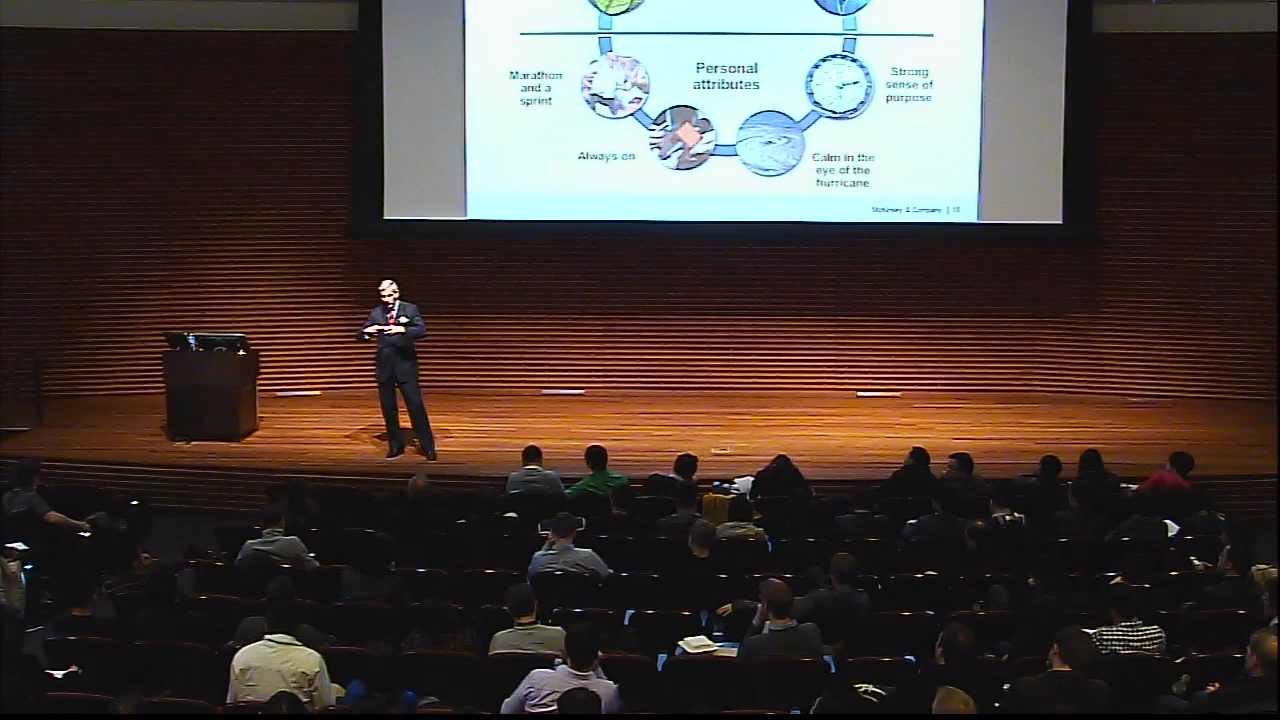 Personal
attributes
Marathon
and a
sprint
Strong
sense of
purpose
Always on
Calm in the
eye of the
hurricane
McKinsey & Company | 15